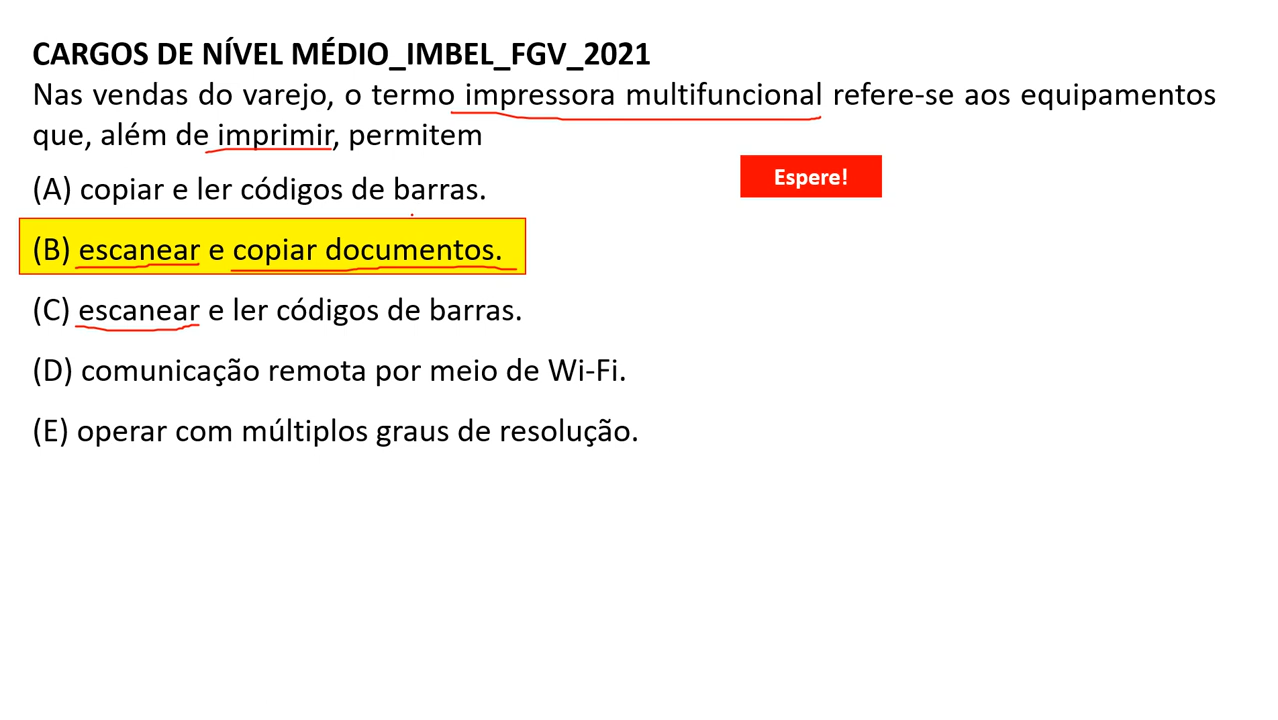 CARGOS DE NÍVEL MÉDIO_IMBEL_FGV_2021
Nas vendas do varejo, o termo impressora multifuncional refere-se aos equipamentos
que, além de imprimir, permitem
(A) copiar e ler códigos de barras.
Espere!
(B) escanear e copiar documentos.
(C) escanear e ler códigos de barras.
(D) comunicação remota por meio de Wi-Fi.
(E) operar com múltiplos graus de resolução.